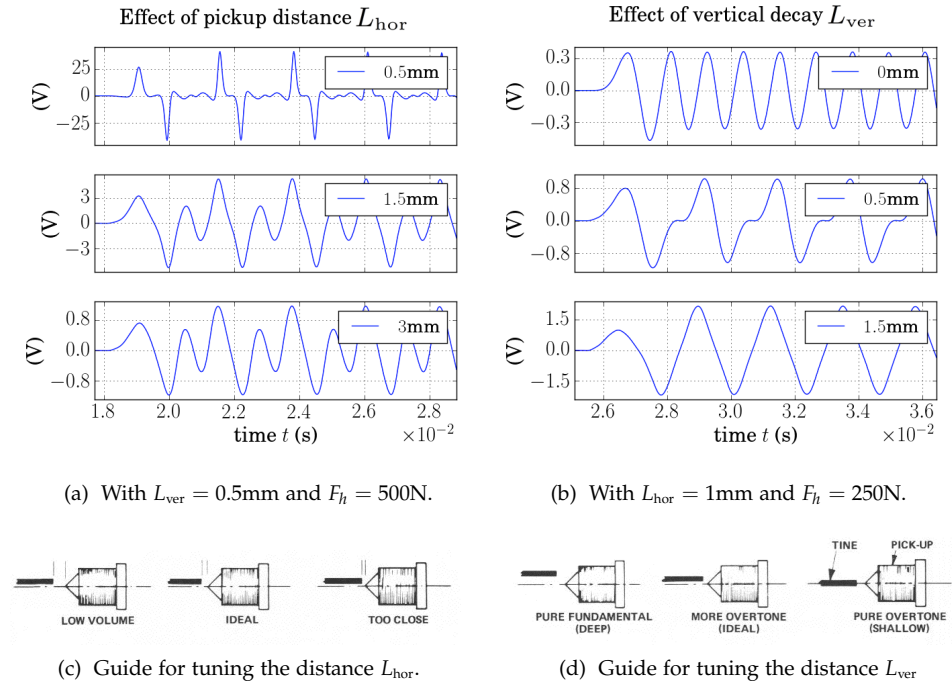 Effect of pickup distance L_hor
25
0
−25
(V)
0.5mm
3
0
−3
(V)
1.5mm
0.8
0.0
−0.8
(V)
3mm
1.8 2.0 2.2 2.4 2.6 2.8
time t (s) ×10⁻²
Effect of vertical decay L_ver
0.3
0.0
−0.3
(V)
0mm
0.8
0.0
−0.8
(V)
0.5mm
1.5
0.0
−1.5
(V)
1.5mm
2.6 2.8 3.0 3.2 3.4 3.6
time t (s) ×10⁻²
(a) With L_ver = 0.5mm and F_h = 500N.
(b) With L_hor = 1mm and F_h = 250N.
LOW VOLUME
IDEAL
TOO CLOSE
TINE
PICK-UP
PURE FUNDAMENTAL
(DEEP)
MORE OVERTONE
(IDEAL)
PURE OVERTONE
(SHALLOW)
(c) Guide for tuning the distance L_hor.
(d) Guide for tuning the distance L_ver